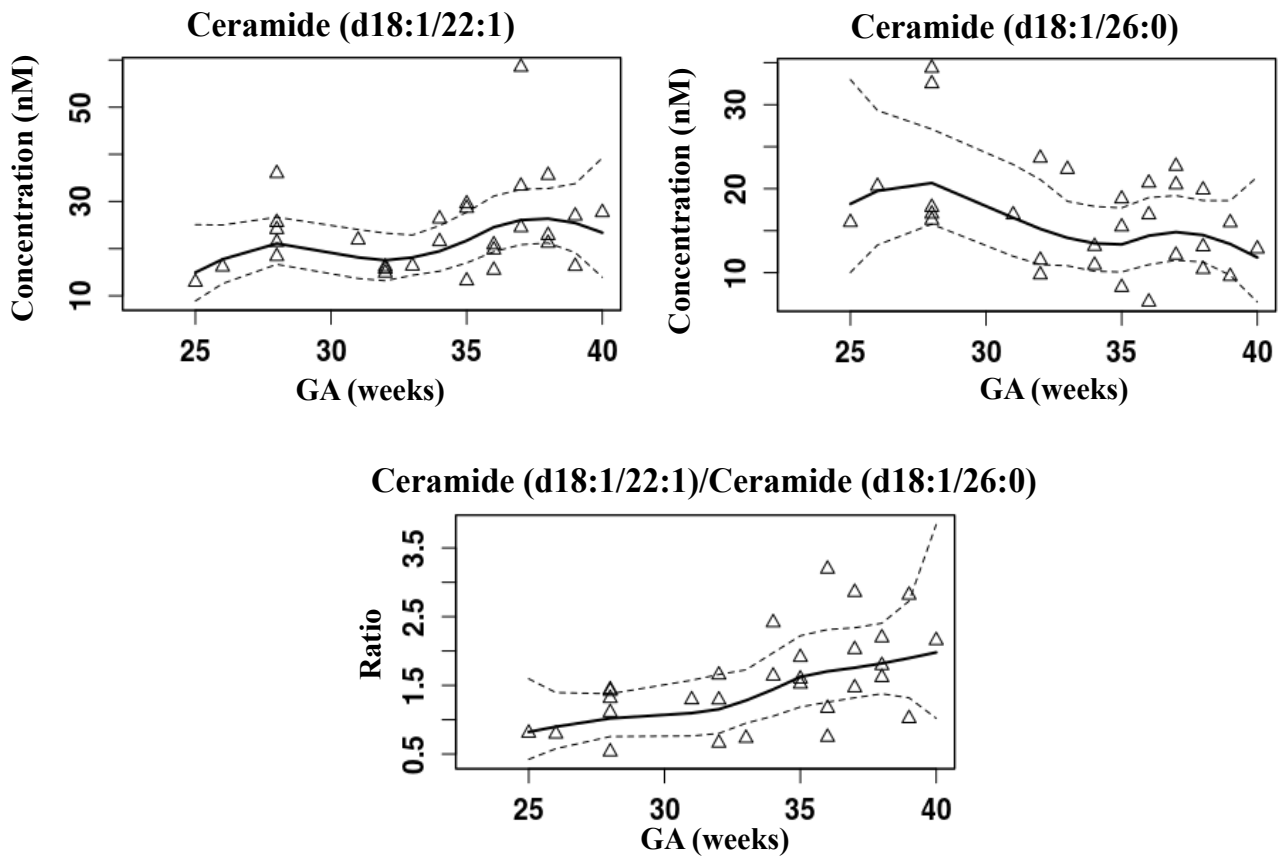 Ceramide (d18:1/22:1)
Concentration (nM)
10 30 50
25 30 35 40
GA (weeks)
Ceramide (d18:1/26:0)
Concentration (nM)
10 20 30
25 30 35 40
GA (weeks)
Ceramide (d18:1/22:1)/Ceramide (d18:1/26:0)
Ratio
0.5 1.5 2.5 3.5
25 30 35 40
GA (weeks)